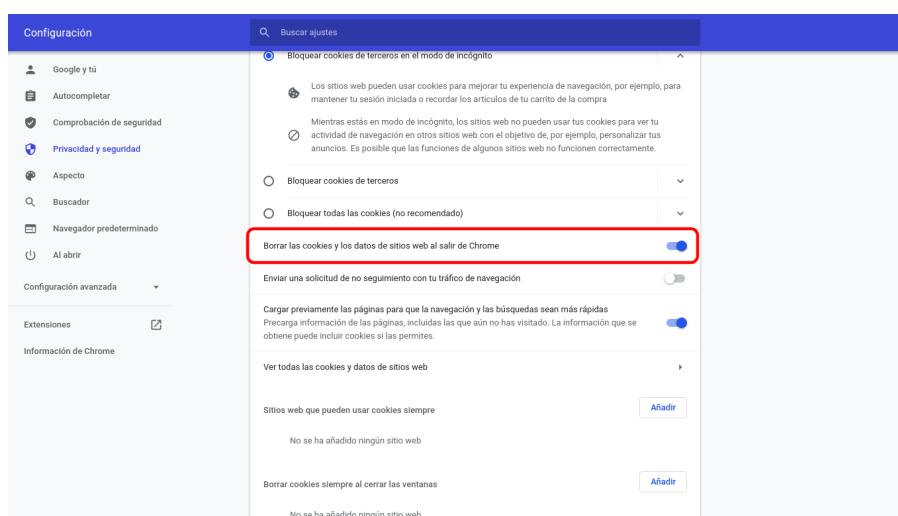 Configuración
Buscar ajustes
Google y tú
Autocompletar
Comprobación de seguridad
Privacidad y seguridad
Aspecto
Buscador
Navegador predeterminado
Al abrir
Configuración avanzada
Extensiones
Información de Chrome
Bloquear cookies de terceros en el modo de incógnito
Los sitios web pueden usar cookies para mejorar tu experiencia de navegación, por ejemplo, para
mantener tu sesión iniciada o recordar los artículos de tu carrito de la compra
Mientras estás en modo de incógnito, los sitios web no pueden usar tus cookies para ver tu
actividad de navegación en otros sitios web con el objetivo de, por ejemplo, personalizar tus
anuncios. Es posible que las funciones de algunos sitios web no funcionen correctamente.
Bloquear cookies de terceros
Bloquear todas las cookies (no recomendado)
Borrar las cookies y los datos de sitios web al salir de Chrome
Enviar una solicitud de no seguimiento con tu tráfico de navegación
Cargar previamente las páginas para que la navegación y las búsquedas sean más rápidas
Precarga información de las páginas, incluidas las que aún no has visitado. La información que se
obtiene puede incluir cookies si las permites.
Ver todas las cookies y datos de sitios web
Sitios web que pueden usar cookies siempre
Añadir
No se ha añadido ningún sitio web
Borrar cookies siempre al cerrar las ventanas
Añadir
No se ha añadido ningún sitio web